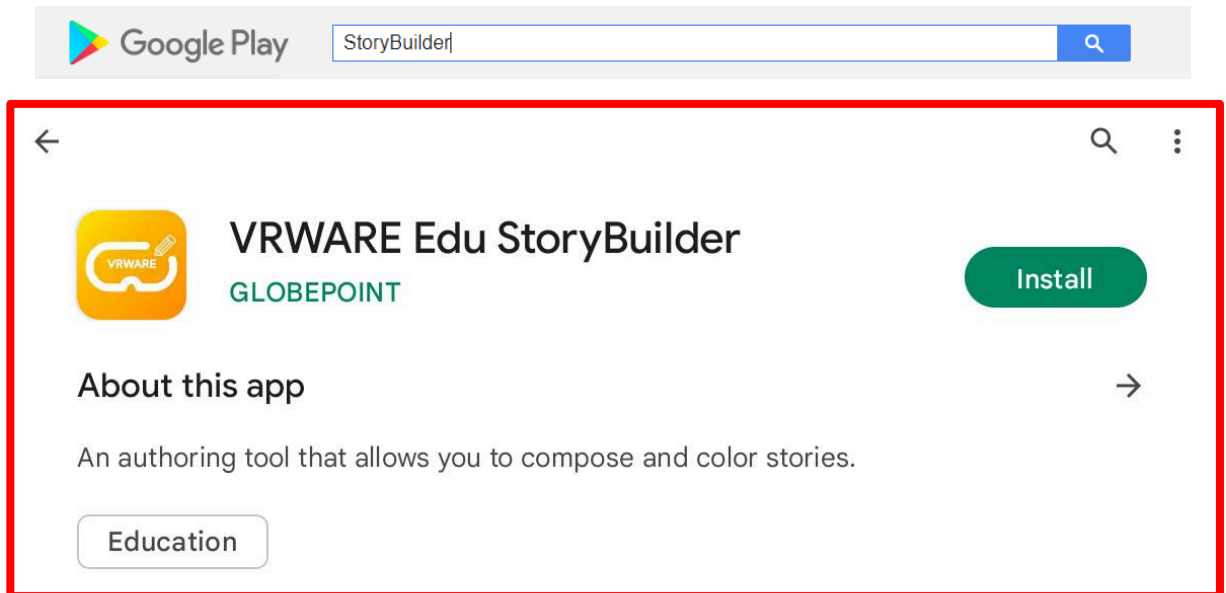 Google Play
StoryBuilder
VRWARE
VRWARE Edu StoryBuilder
GLOBEPOINT
Install
About this app
An authoring tool that allows you to compose and color stories.
Education